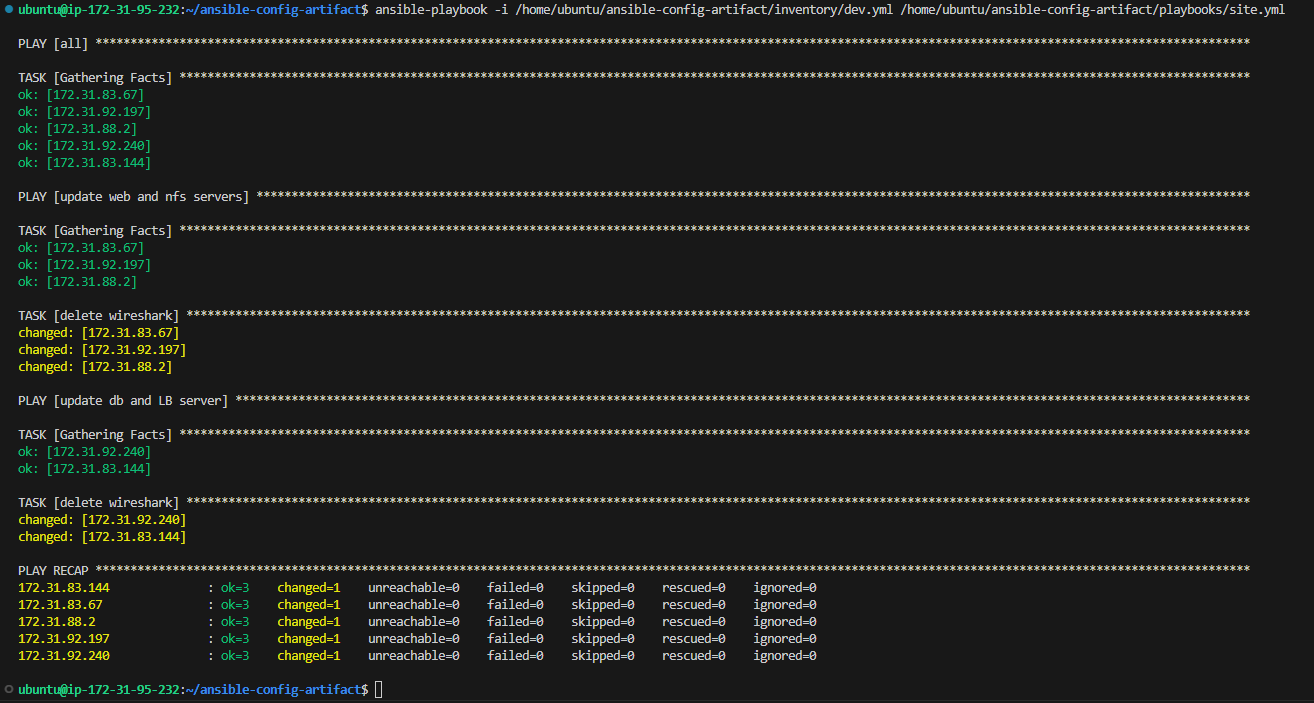 ubuntu@ip-172-31-95-232:~/ansible-config-artifact$ ansible-playbook -i /home/ubuntu/ansible-config-artifact/inventory/dev.yml /home/ubuntu/ansible-config-artifact/playbooks/site.yml
PLAY [all] *********************************************************************************************************************************************************************
TASK [Gathering Facts] *********************************************************************************************************************************************************
ok: [172.31.83.67]
ok: [172.31.92.197]
ok: [172.31.88.2]
ok: [172.31.92.240]
ok: [172.31.83.144]
PLAY [update web and nfs servers] **********************************************************************************************************************************************
TASK [Gathering Facts] *********************************************************************************************************************************************************
ok: [172.31.83.67]
ok: [172.31.92.197]
ok: [172.31.88.2]
TASK [delete wireshark] ********************************************************************************************************************************************************
changed: [172.31.83.67]
changed: [172.31.92.197]
changed: [172.31.88.2]
PLAY [update db and LB server] *************************************************************************************************************************************************
TASK [Gathering Facts] *********************************************************************************************************************************************************
ok: [172.31.92.240]
ok: [172.31.83.144]
TASK [delete wireshark] ********************************************************************************************************************************************************
changed: [172.31.92.240]
changed: [172.31.83.144]
PLAY RECAP *********************************************************************************************************************************************************************
172.31.83.144              : ok=3    changed=1    unreachable=0    failed=0    skipped=0    rescued=0    ignored=0
172.31.83.67               : ok=3    changed=1    unreachable=0    failed=0    skipped=0    rescued=0    ignored=0
172.31.88.2                : ok=3    changed=1    unreachable=0    failed=0    skipped=0    rescued=0    ignored=0
172.31.92.197              : ok=3    changed=1    unreachable=0    failed=0    skipped=0    rescued=0    ignored=0
172.31.92.240              : ok=3    changed=1    unreachable=0    failed=0    skipped=0    rescued=0    ignored=0
ubuntu@ip-172-31-95-232:~/ansible-config-artifact$